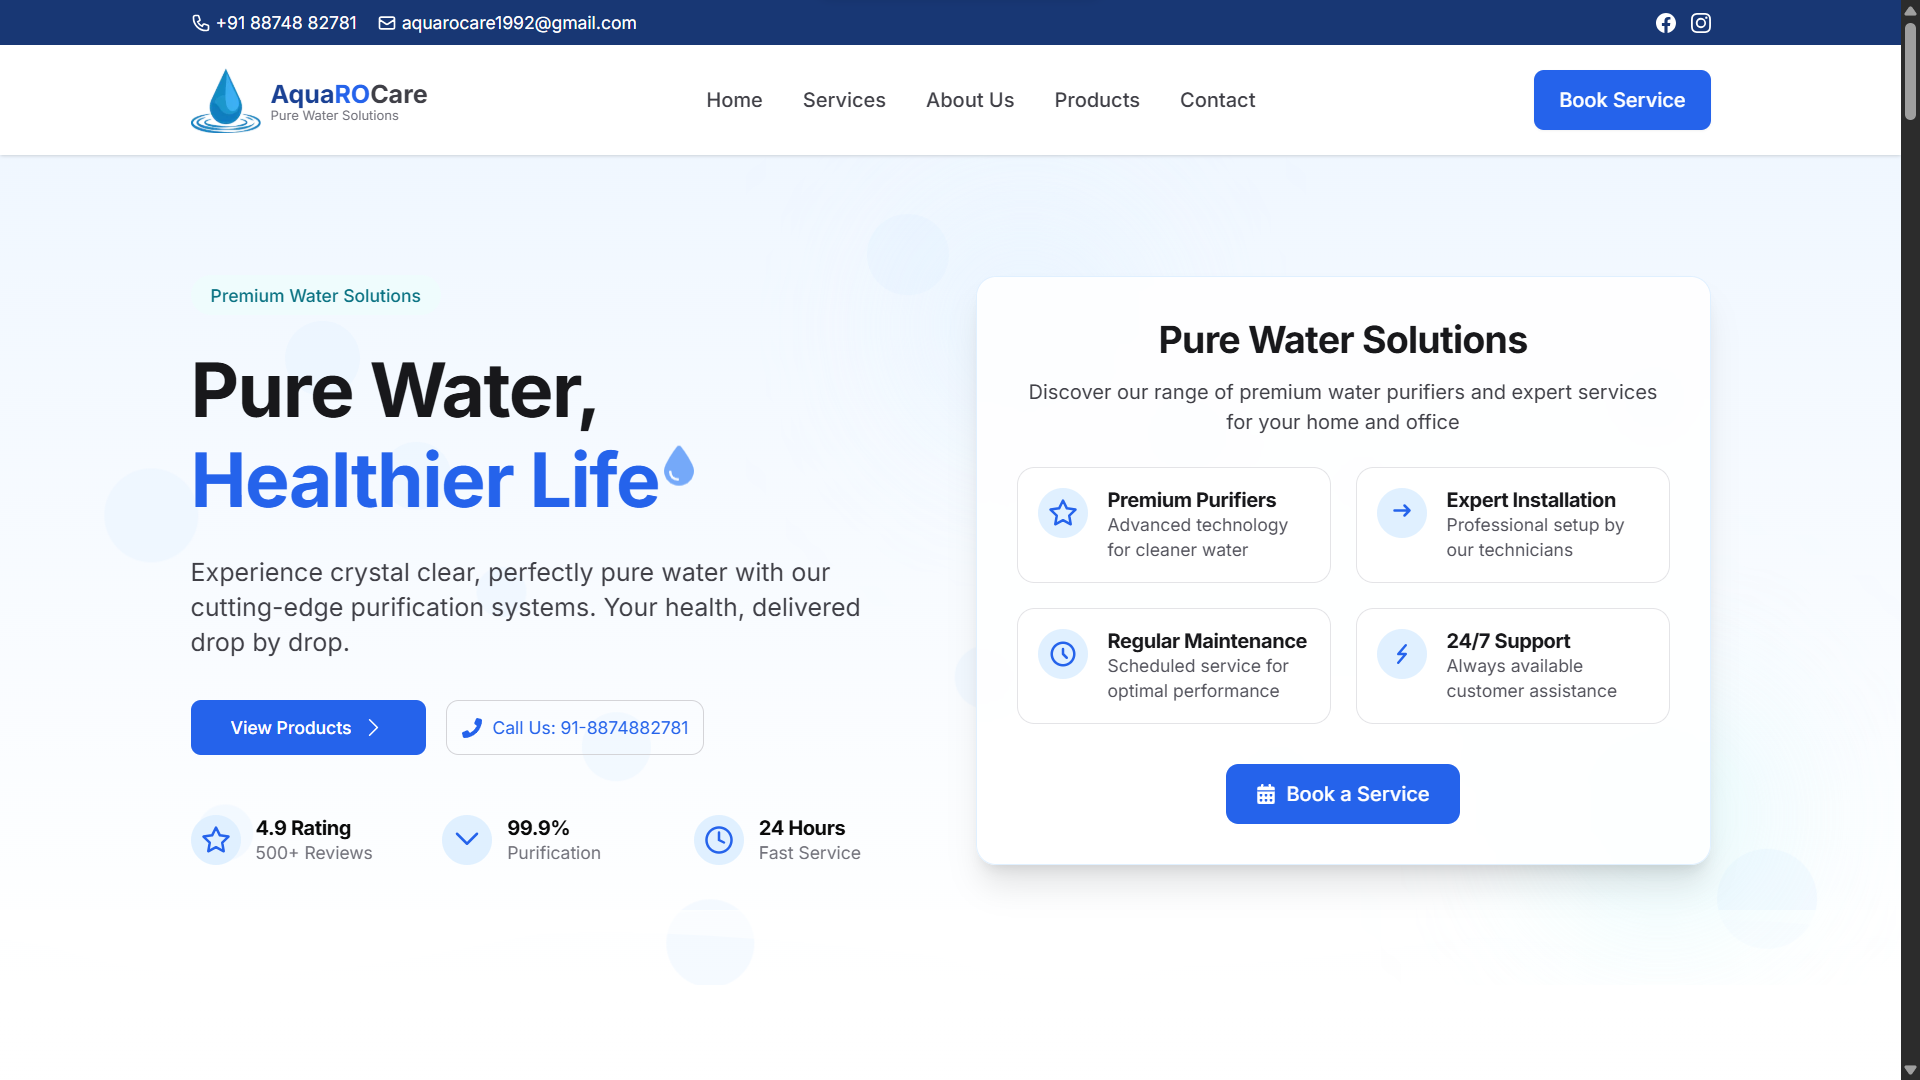 +91 88748 82781
aquarocare1992@gmail.com
AquaROCare
Pure Water Solutions
Home
Services
About Us
Products
Contact
Book Service
Premium Water Solutions
Pure Water,
Healthier Life
Experience crystal clear, perfectly pure water with our
cutting-edge purification systems. Your health, delivered
drop by drop.
View Products
Call Us: 91-8874882781
4.9 Rating
500+ Reviews
99.9%
Purification
24 Hours
Fast Service
Pure Water Solutions
Discover our range of premium water purifiers and expert services
for your home and office
Premium Purifiers
Advanced technology
for cleaner water
Expert Installation
Professional setup by
our technicians
Regular Maintenance
Scheduled service for
optimal performance
24/7 Support
Always available
customer assistance
Book a Service